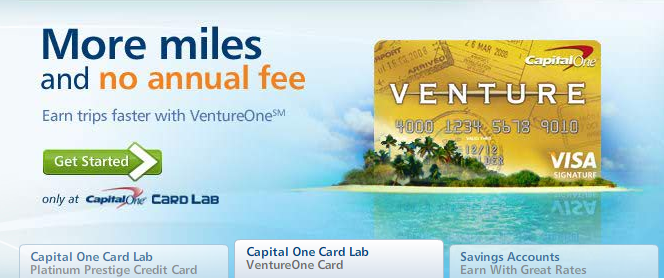 More miles
and no annual fee
Earn trips faster with VentureOne℠
Get Started
only at Capital One CARD LAB
Capital One
VENTURE
4000 1234 5678 9010
12/12
VISA
SIGNATURE
Capital One Card Lab
Platinum Prestige Credit Card
Capital One Card Lab
VentureOne Card
Savings Accounts
Earn With Great Rates